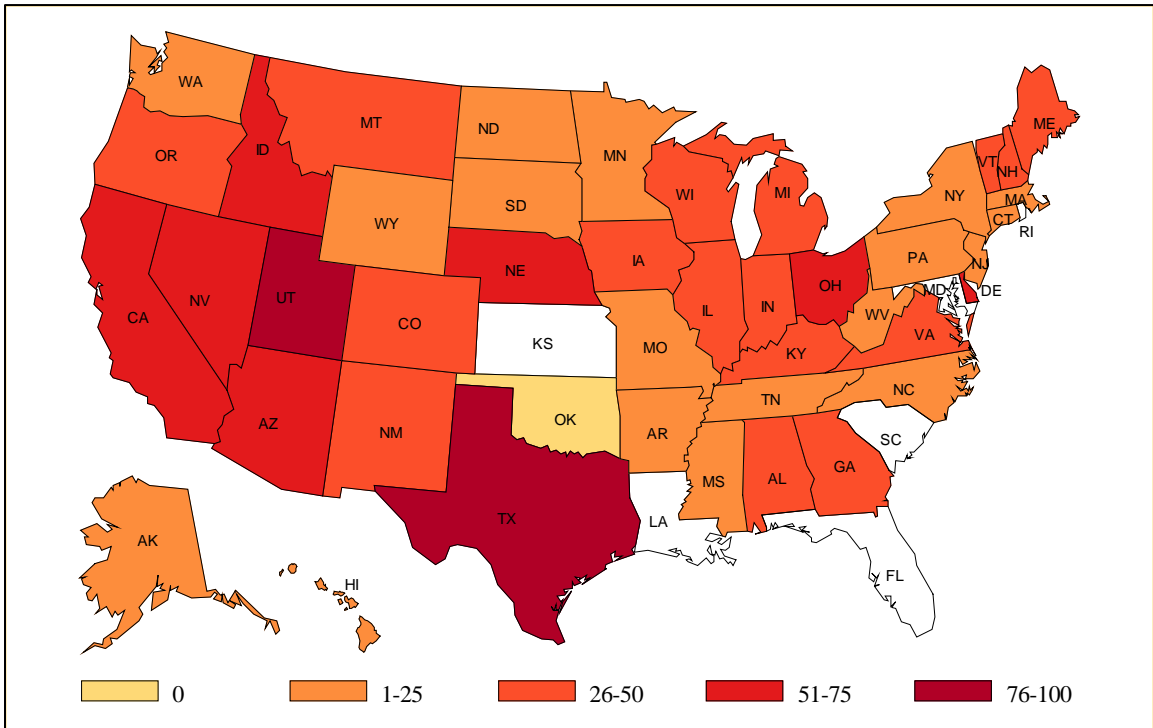 WA
MT
ME
ND
OR
ID
MN
VT
NH
WI
MI
NY
MA
SD
WY
CT
RI
IA
PA
NE
NJ
OH
MD
DE
UT
NV
IL
IN
WV
CA
CO
VA
KS
MO
KY
NC
TN
AZ
OK
NM
AR
SC
GA
MS
AL
TX
LA
AK
FL
HI
0
1-25
26-50
51-75
76-100